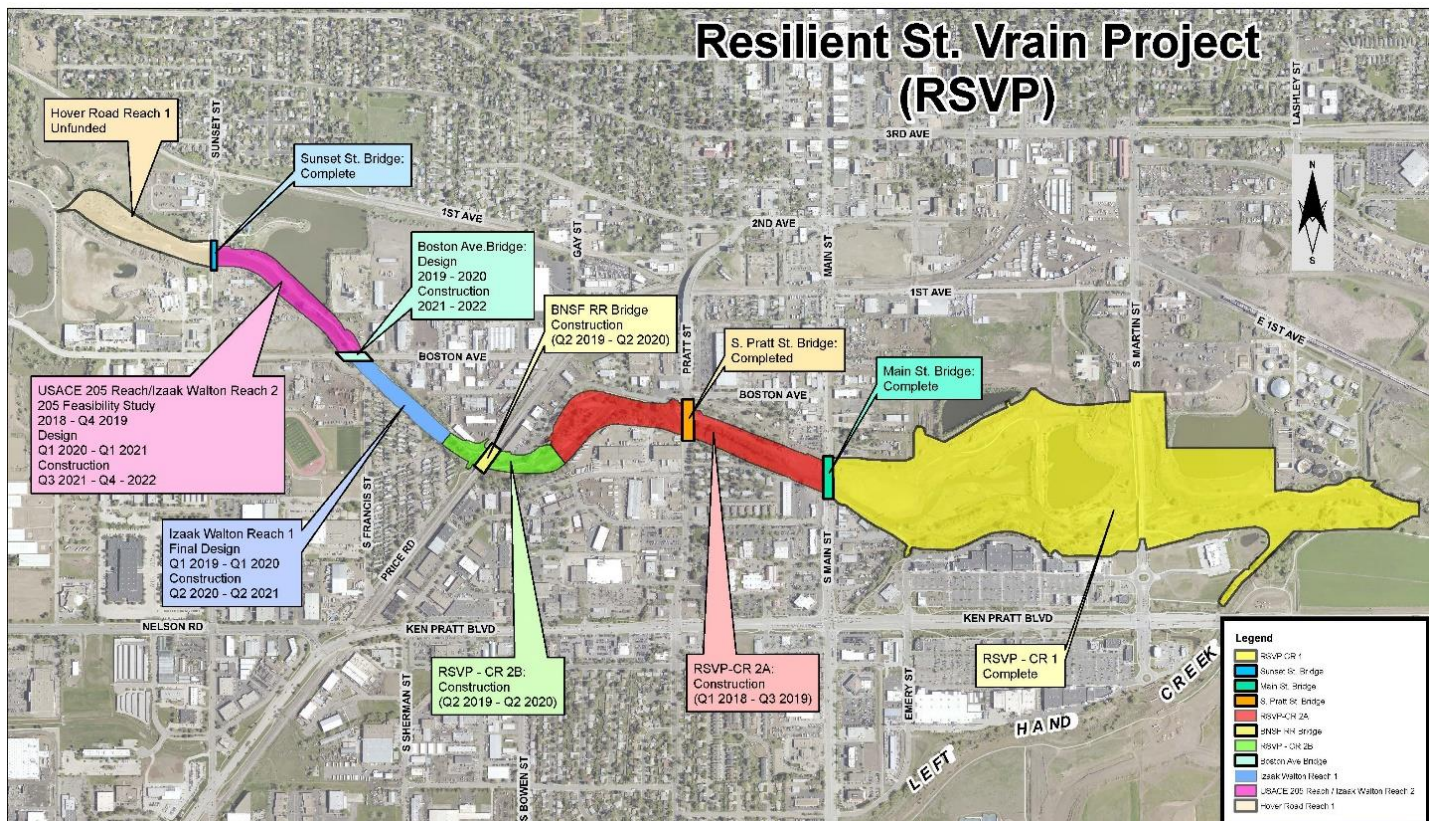 Resilient St. Vrain Project
(RSVP)
LASHLEY ST
3RD AVE
Hover Road Reach 1
Unfunded
SUNSET ST
Sunset St. Bridge:
Complete
N
S
1ST AVE
2ND AVE
GAY ST
MAIN ST
Boston Ave.Bridge:
Design
2019 - 2020
Construction
2021 - 2022
1ST AVE
E 1ST AVE
BNSF RR Bridge
Construction
(Q2 2019 - Q2 2020)
PRATT ST
S. Pratt St. Bridge:
Completed
S MARTIN ST
BOSTON AVE
Main St. Bridge:
Complete
BOSTON AVE
USACE 205 Reach/Izaak Walton Reach 2
205 Feasibility Study
2018 - Q4 2019
Design
Q1 2020 - Q1 2021
Construction
Q3 2021 - Q4 - 2022
S FRANCIS ST
PRICE RD
S MAIN ST
Izaak Walton Reach 1
Final Design
Q1 2019 - Q1 2020
Construction
Q2 2020 - Q2 2021
NELSON RD
KEN PRATT BLVD
KEN PRATT BLVD
RSVP - CR 2B:
Construction
(Q2 2019 - Q2 2020)
RSVP-CR 2A:
Construction
(Q1 2018 - Q3 2019)
RSVP - CR 1
Complete
S SHERMAN ST
S BOWEN ST
EMERY ST
LEFT HAND CREEK
Legend
RSVP CR 1
Sunset St. Bridge
Main St. Bridge
S. Pratt St. Bridge
RSVP-CR 2A
BNSF RR Bridge
RSVP - CR 2B
Boston Ave Bridge
Izaak Walton Reach 1
USACE 205 Reach / Izaak Walton Reach 2
Hover Road Reach 1